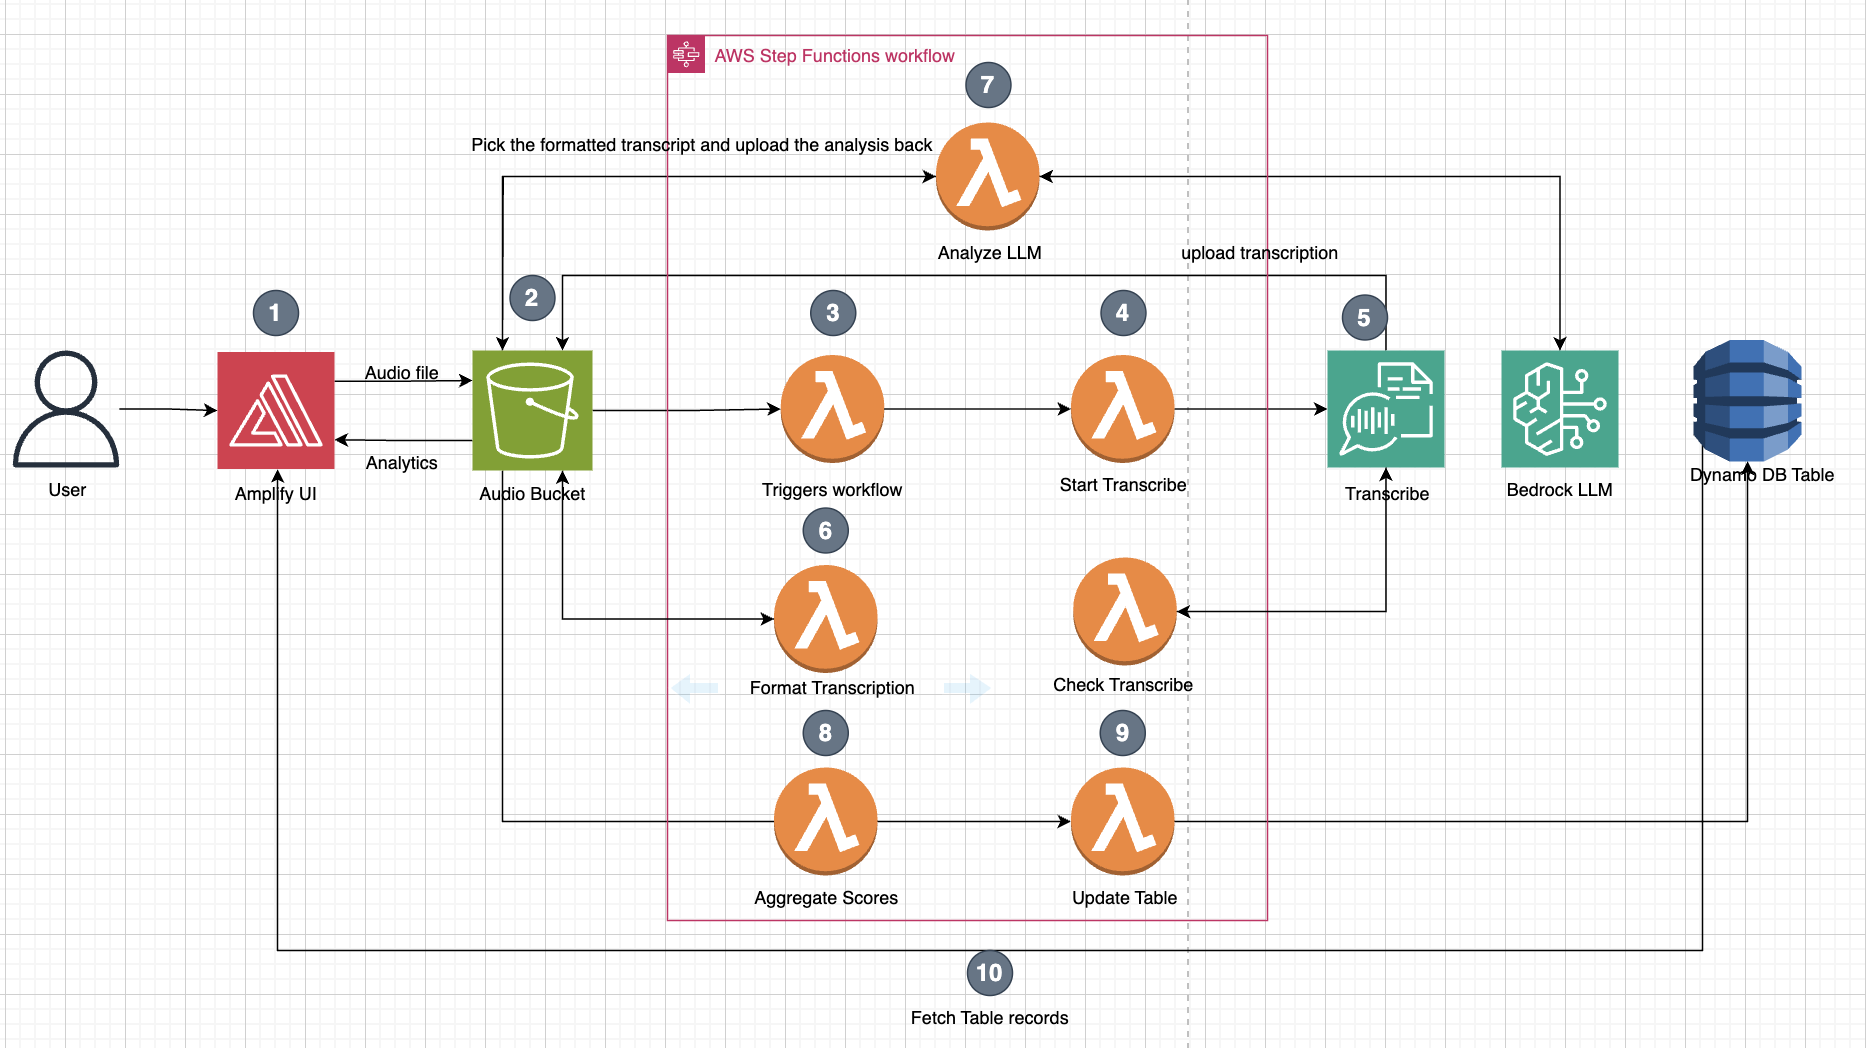 AWS Step Functions workflow
7
Pick the formatted transcript and upload the analysis back
Analyze LLM
upload transcription
1
2
3
4
5
Audio file
Analytics
User
Amplify UI
Audio Bucket
Triggers workflow
Start Transcribe
Transcribe
Bedrock LLM
Dynamo DB Table
6
Format Transcription
Check Transcribe
8
9
Aggregate Scores
Update Table
10
Fetch Table records